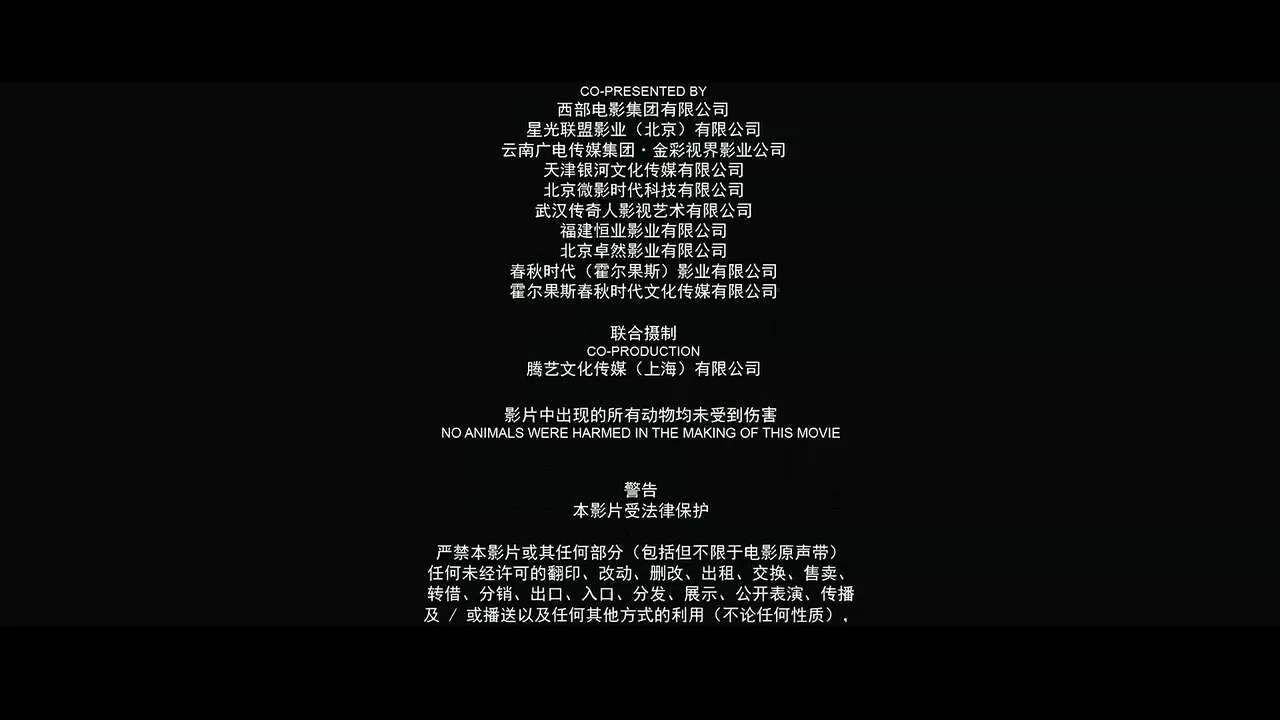 CO-PRESENTED BY
西部电影集团有限公司
星光联盟影业（北京）有限公司
云南广电传媒集团·金彩视界影业公司
天津银河文化传媒有限公司
北京微影时代科技有限公司
武汉传奇人影视艺术有限公司
福建恒业影业有限公司
北京卓然影业有限公司
春秋时代（霍尔果斯）影业有限公司
霍尔果斯春秋时代文化传媒有限公司
联合摄制
CO-PRODUCTION
腾艺文化传媒（上海）有限公司
影片中出现的所有动物均未受到伤害
NO ANIMALS WERE HARMED IN THE MAKING OF THIS MOVIE
警告
本影片受法律保护
严禁本影片或其任何部分（包括但不限于电影原声带）
任何未经许可的翻印、改动、删改、出租、交换、售卖、
转借、分销、出口、入口、分发、展示、公开表演、传播
及 / 或播送以及任何其他方式的利用（不论任何性质），